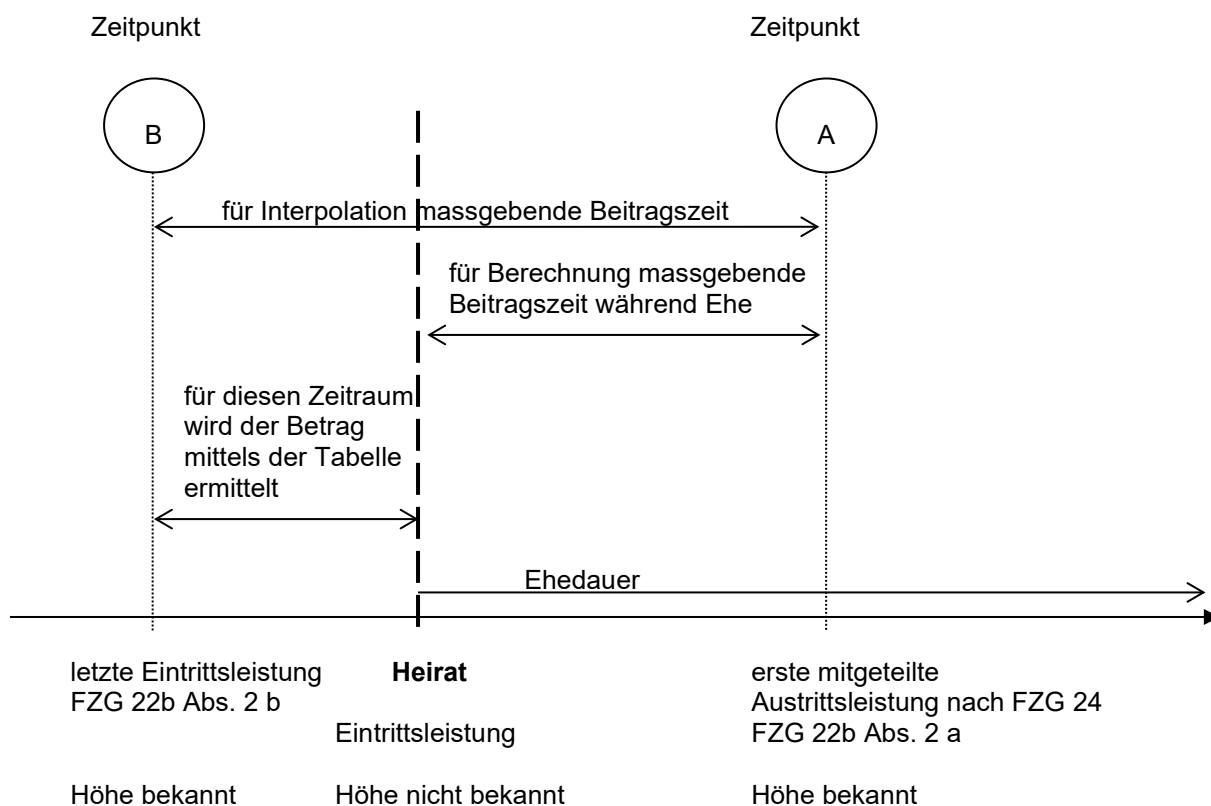 Zeitpunkt
Zeitpunkt
B
A
für Interpolation massgebende Beitragszeit
für Berechnung massgebende
Beitragszeit während Ehe
für diesen Zeitraum
wird der Betrag
mittels der Tabelle
ermittelt
Ehedauer
letzte Eintrittsleistung
FZG 22b Abs. 2 b
Höhe bekannt
Heirat
Eintrittsleistung
Höhe nicht bekannt
erste mitgeteilte
Austrittsleistung nach FZG 24
FZG 22b Abs. 2 a
Höhe bekannt